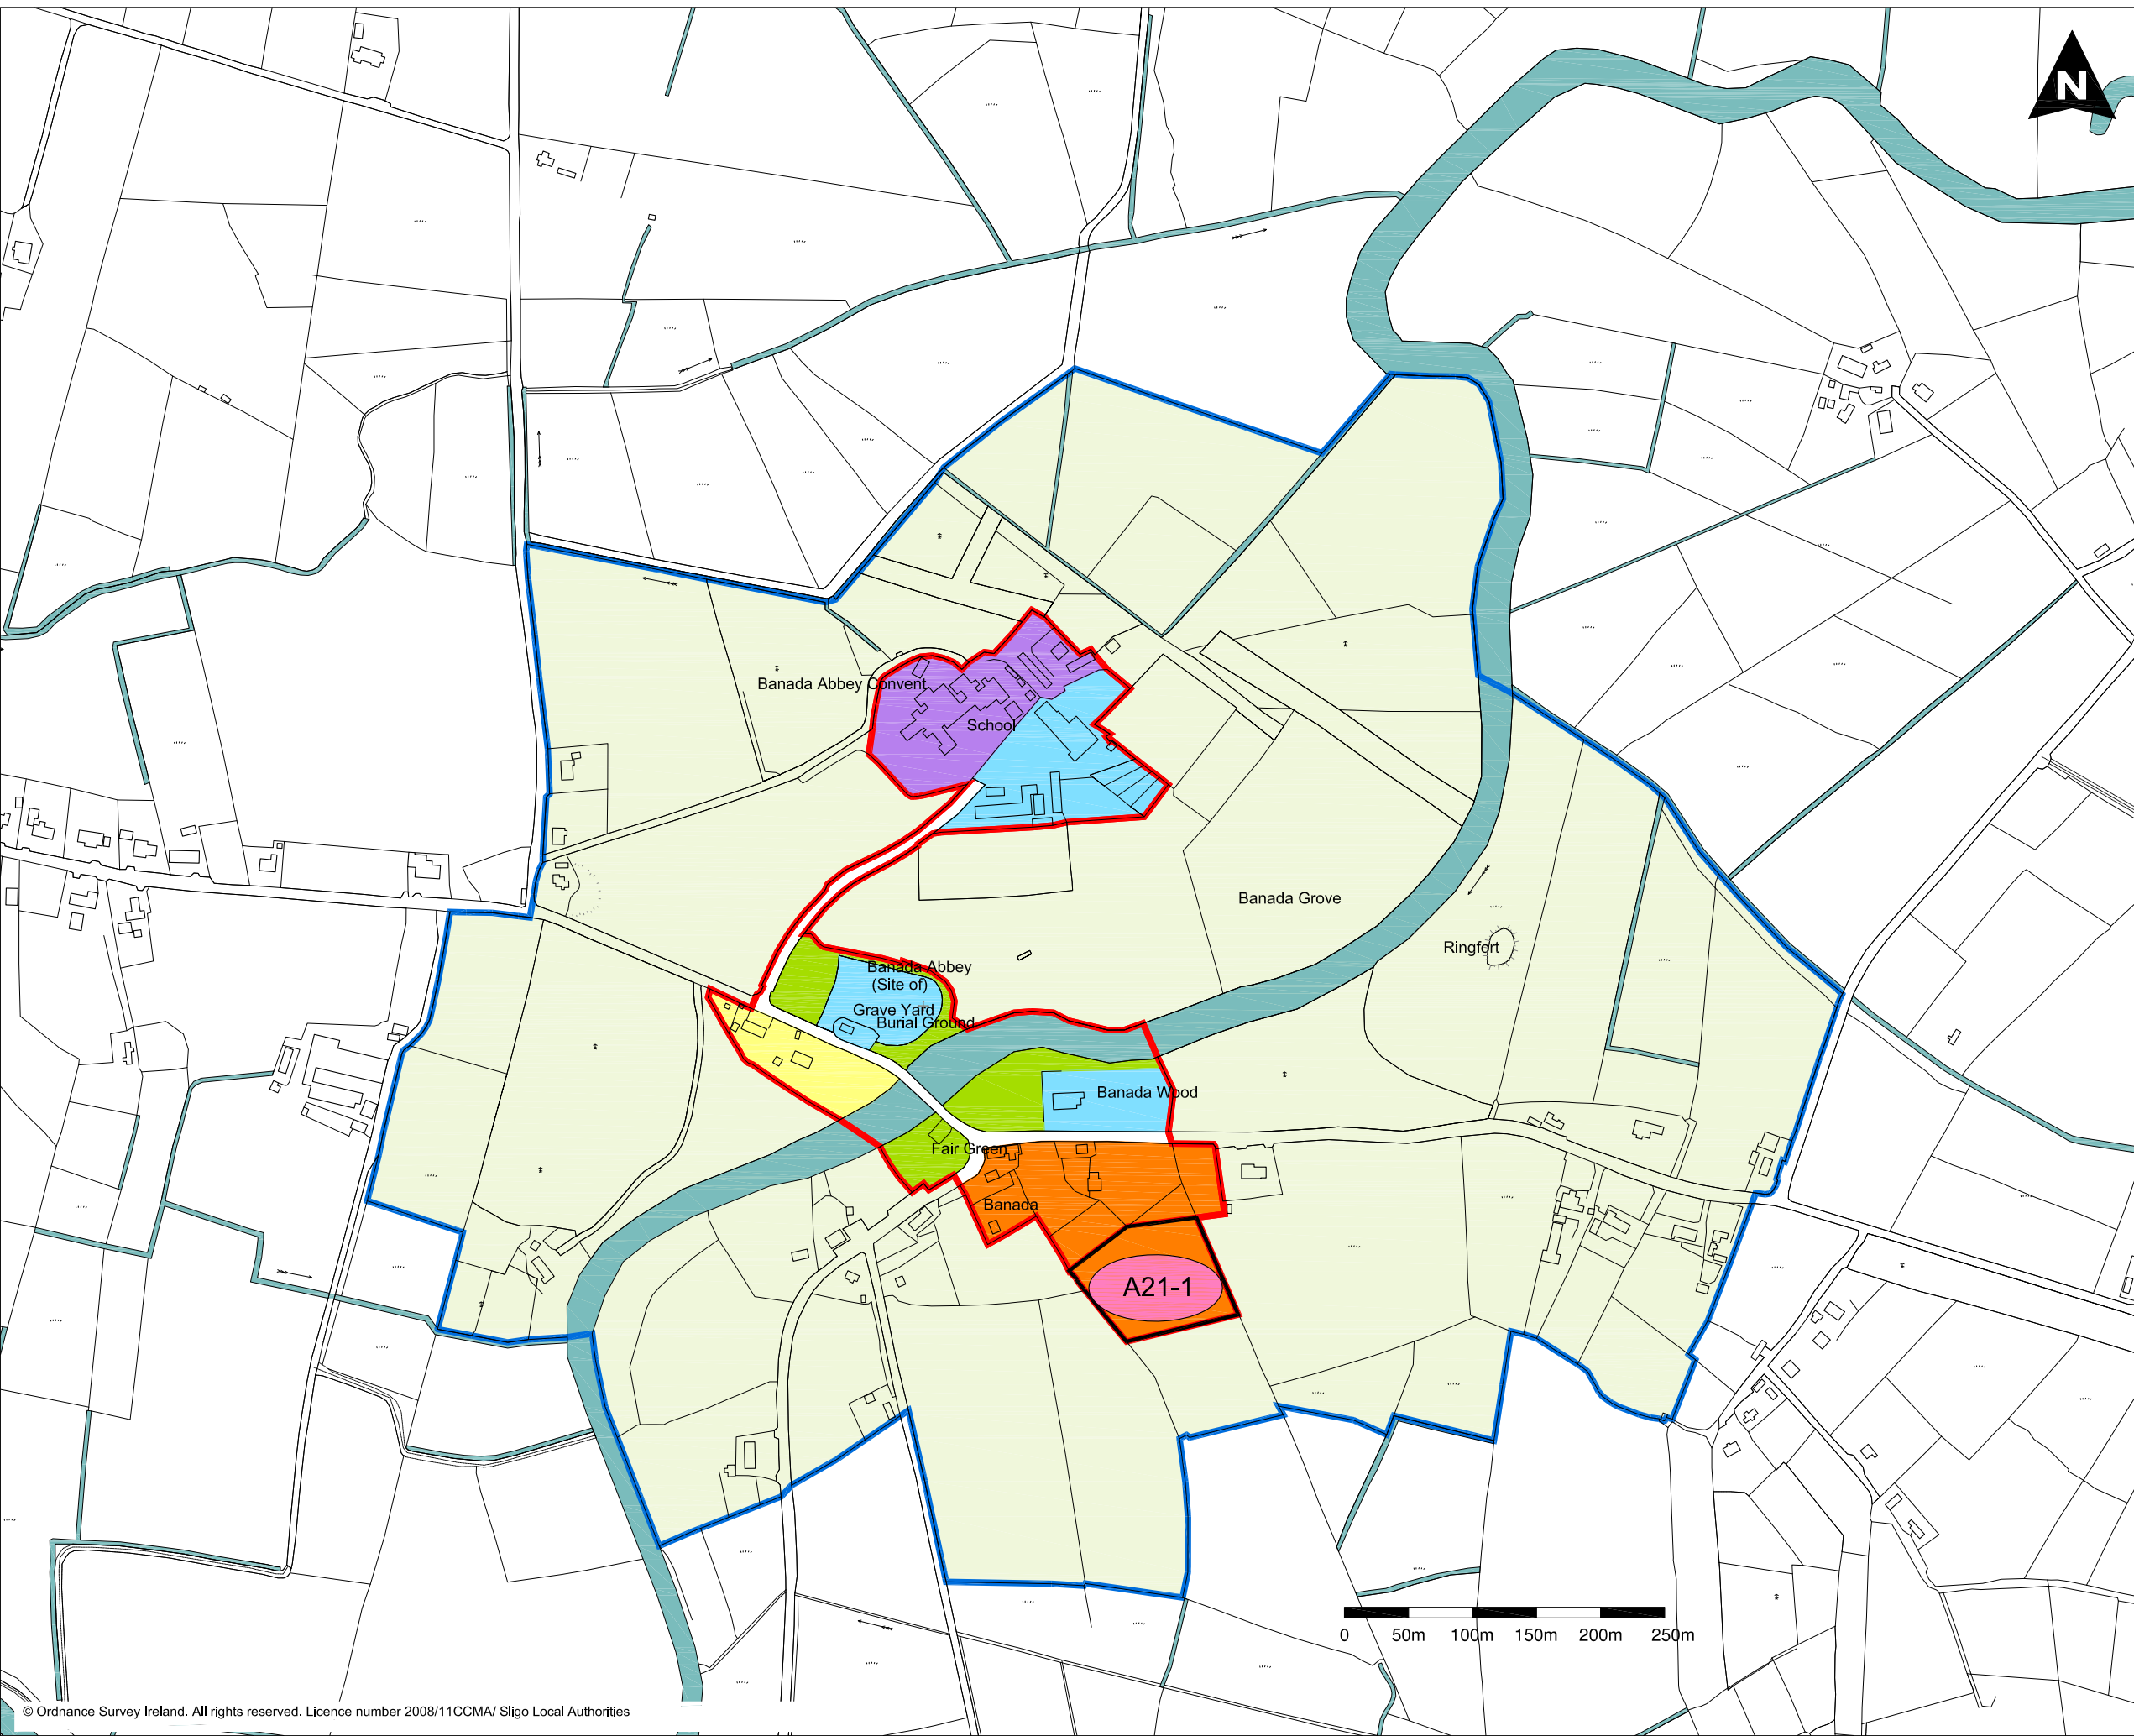 N
Banada Abbey Convent
School
Banada Grove
Ringfort
Banada Abbey
(Site of)
Grave Yard
Burial Ground
Banada Wood
Fair Green
Banada
A21-1
0 50m 100m 150m 200m 250m
© Ordnance Survey Ireland. All rights reserved. Licence number 2008/11CCMA/ Sligo Local Authorities